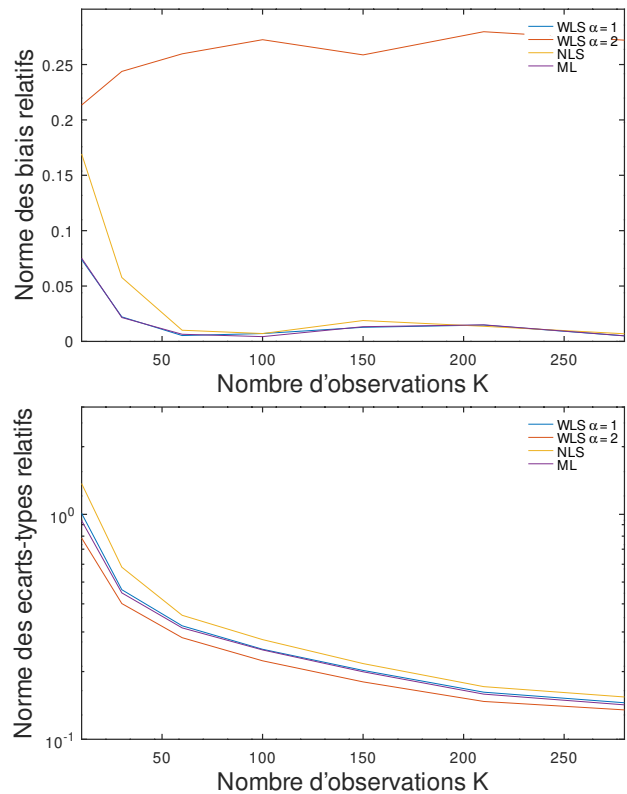 WLS α = 1
WLS α = 2
NLS
ML
0.25
0.2
0.15
0.1
0.05
0
Norme des biais relatifs
50 100 150 200 250
Nombre d'observations K
WLS α = 1
WLS α = 2
NLS
ML
10^0
10^-1
Norme des ecarts-types relatifs
50 100 150 200 250
Nombre d'observations K